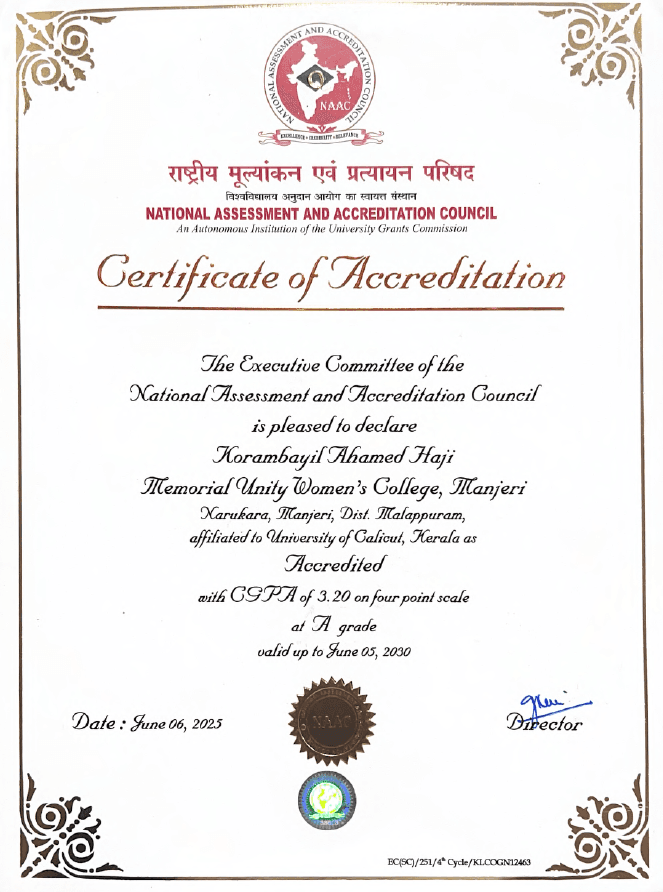 NATIONAL ASSESSMENT AND ACCREDITATION COUNCIL
NAAC
EXCELLENCE • CREDIBILITY • RELEVANCE
राष्ट्रीय मूल्यांकन एवं प्रत्यायन परिषद
विश्वविद्यालय अनुदान आयोग का स्वायत्त संस्थान
NATIONAL ASSESSMENT AND ACCREDITATION COUNCIL
An Autonomous Institution of the University Grants Commission
Certificate of Accreditation
The Executive Committee of the
National Assessment and Accreditation Council
is pleased to declare
Korambayil Ahamed Haji
Memorial Unity Women's College, Manjeri
Narukara, Manjeri, Dist. Malappuram,
affiliated to University of Calicut, Kerala as
Accredited
with CGPA of 3.20 on four point scale
at A grade
valid up to June 05, 2030
Date : June 06, 2025
NAAC
Director
EC(SC)/251/4th Cycle/KLCOGN12463